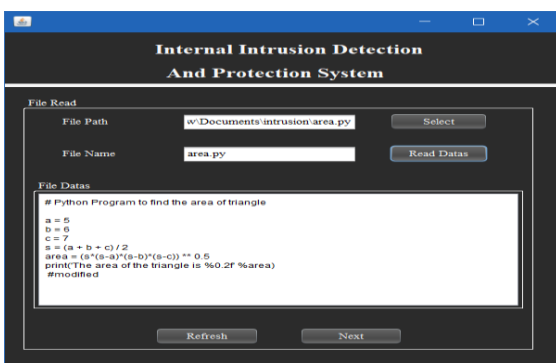 Internal Intrusion Detection
And Protection System
File Read
File Path w\Documents\intrusion\area.py Select
File Name area.py Read Datas
File Datas
# Python Program to find the area of triangle
a = 5
b = 6
c = 7
s = (a + b + c) / 2
area = (s*(s-a)*(s-b)*(s-c)) ** 0.5
print('The area of the triangle is %0.2f' %area)
#modified
Refresh Next